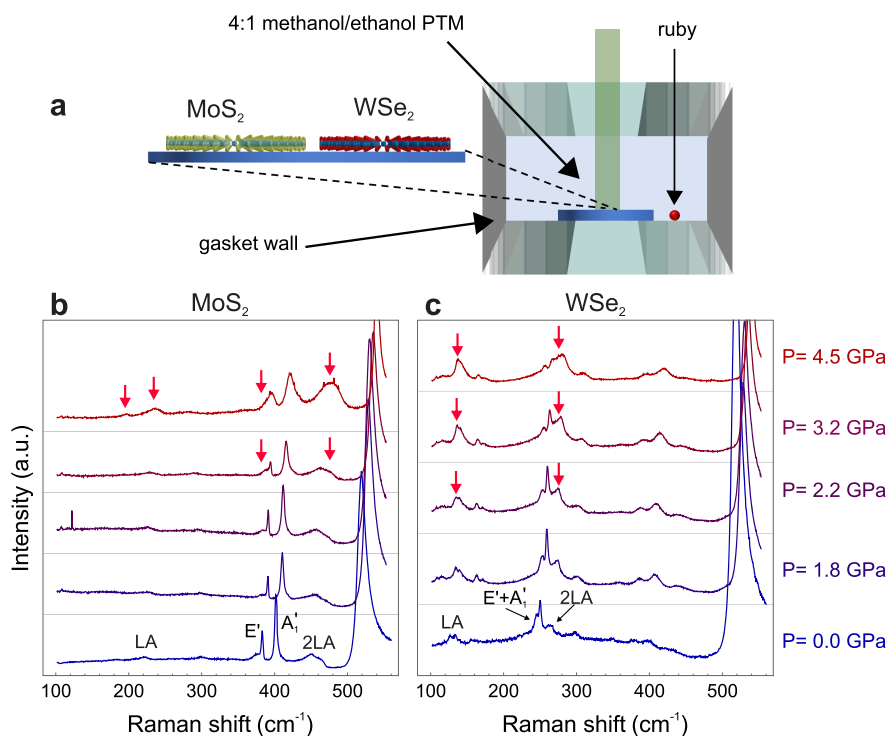 4:1 methanol/ethanol PTM
ruby
a
MoS₂
WSe₂
gasket wall
b
MoS₂
c
WSe₂
P= 4.5 GPa
P= 3.2 GPa
P= 2.2 GPa
P= 1.8 GPa
P= 0.0 GPa
Intensity (a.u.)
LA
E'
A₁'
2LA
LA
E'+A₁'
2LA
100 200 300 400 500
100 200 300 400 500
Raman shift (cm⁻¹)
Raman shift (cm⁻¹)